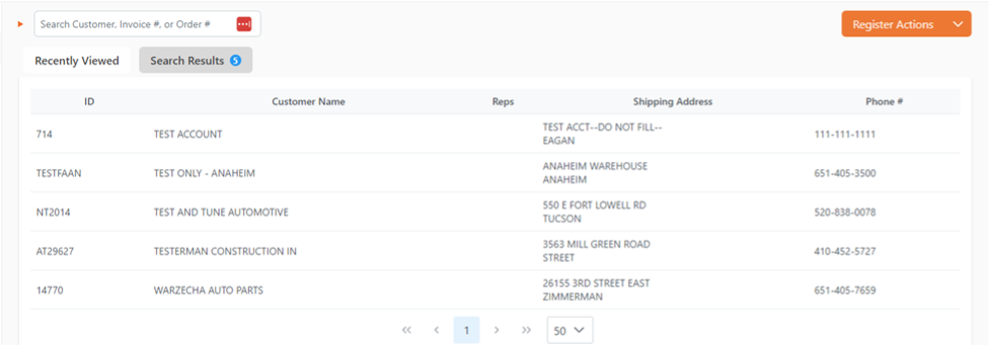 Search Customer, Invoice #, or Order #
Register Actions
Recently Viewed
Search Results 5
ID Customer Name Reps Shipping Address Phone #
714 TEST ACCOUNT TEST ACCT--DO NOT FILL-- EAGAN 111-111-1111
TESTFAAN TEST ONLY - ANAHEIM ANAHEIM WAREHOUSE ANAHEIM 651-405-3500
NT2014 TEST AND TUNE AUTOMOTIVE 550 E FORT LOWELL RD TUCSON 520-838-0078
AT29627 TESTERMAN CONSTRUCTION IN 3563 MILL GREEN ROAD STREET 410-452-5727
14770 WARZECHA AUTO PARTS 26155 3RD STREET EAST ZIMMERMAN 651-405-7659
« ‹ 1 › » 50